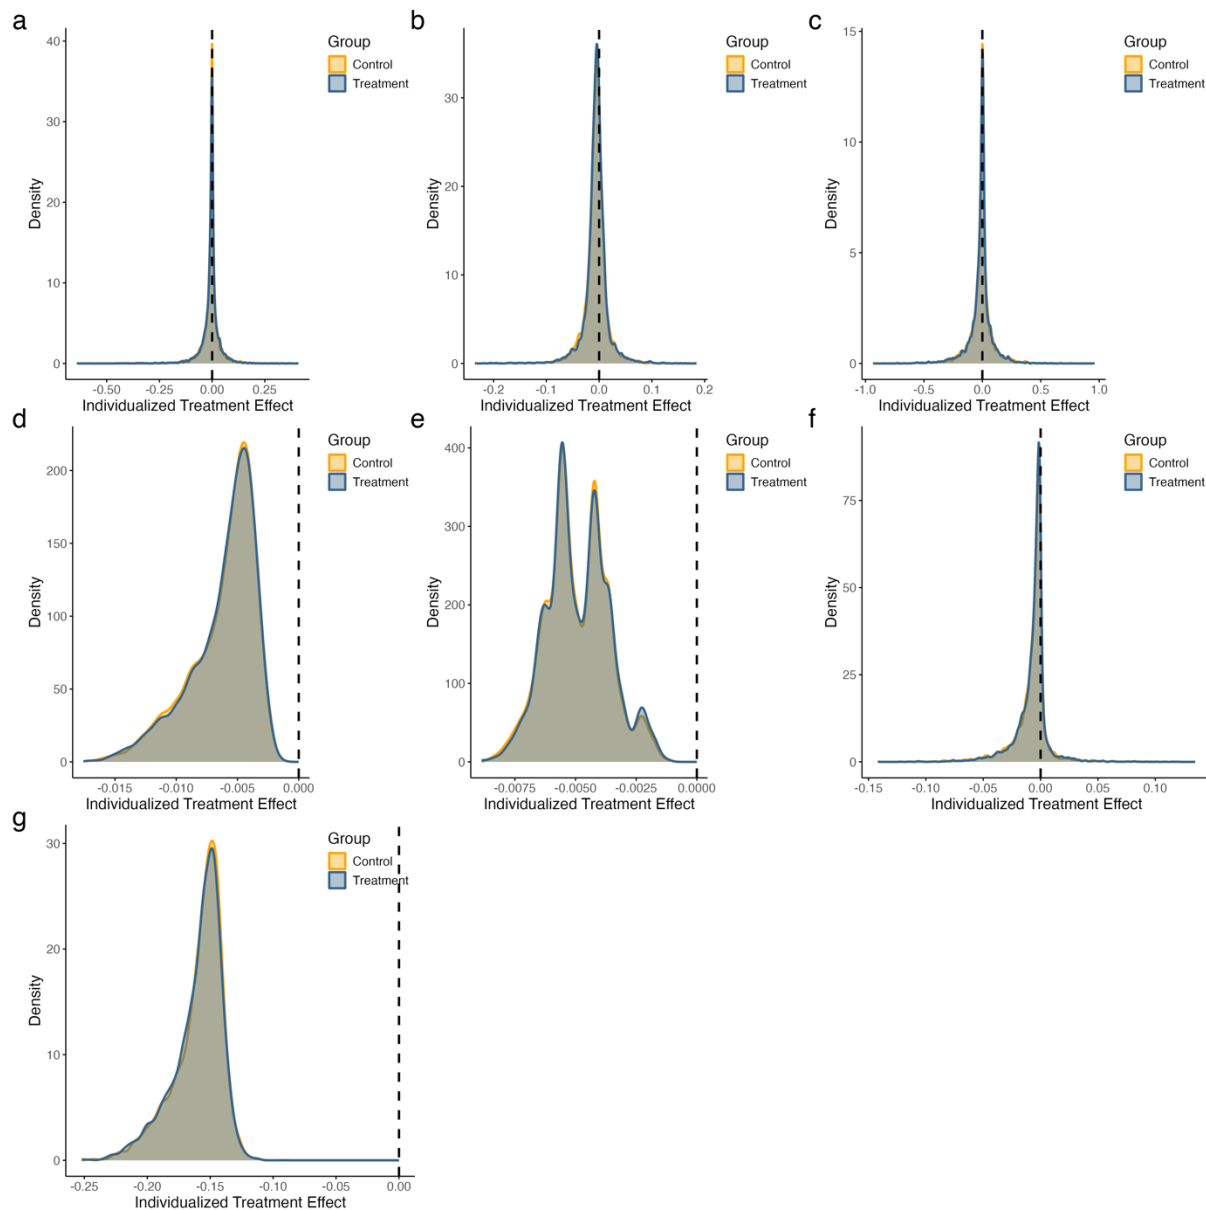 a
Group
Control
Treatment
Density
40
30
20
10
0
-0.50 -0.25 0.00 0.25
Individualized Treatment Effect
b
Group
Control
Treatment
Density
30
20
10
0
-0.2 -0.1 0.0 0.1 0.2
Individualized Treatment Effect
c
Group
Control
Treatment
Density
15
10
5
0
-1.0 -0.5 0.0 0.5 1.0
Individualized Treatment Effect
d
Group
Control
Treatment
Density
200
150
100
50
0
-0.015 -0.010 -0.005 0.000
Individualized Treatment Effect
e
Group
Control
Treatment
Density
400
300
200
100
0
-0.0075 -0.0050 -0.0025 0.0000
Individualized Treatment Effect
f
Group
Control
Treatment
Density
75
50
25
0
-0.15 -0.10 -0.05 0.00 0.05 0.10
Individualized Treatment Effect
g
Group
Control
Treatment
Density
30
20
10
0
-0.25 -0.20 -0.15 -0.10 -0.05 0.00
Individualized Treatment Effect